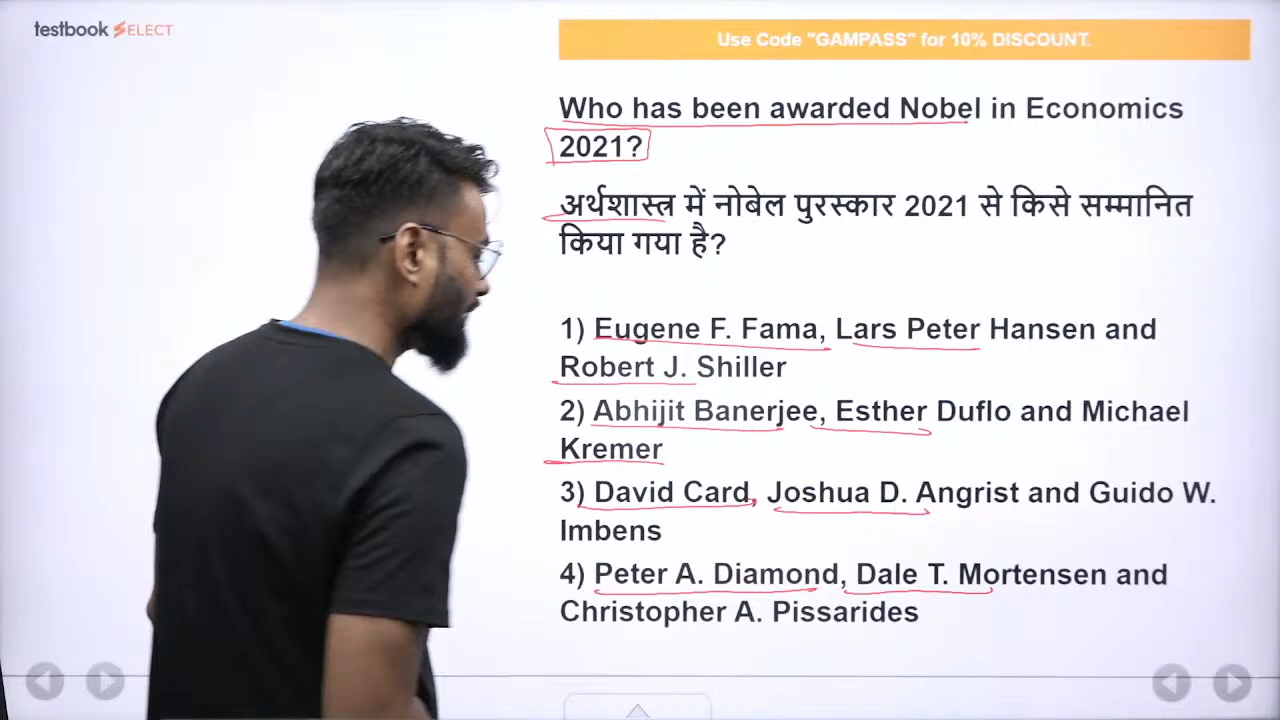 testbook SELECT
Use Code "GAMPASS" for 10% DISCOUNT.
Who has been awarded Nobel in Economics
2021?
अर्थशास्त्र में नोबेल पुरस्कार 2021 से किसे सम्मानित
किया गया है?
1) Eugene F. Fama, Lars Peter Hansen and
Robert J. Shiller
2) Abhijit Banerjee, Esther Duflo and Michael
Kremer
3) David Card, Joshua D. Angrist and Guido W.
Imbens
4) Peter A. Diamond, Dale T. Mortensen and
Christopher A. Pissarides